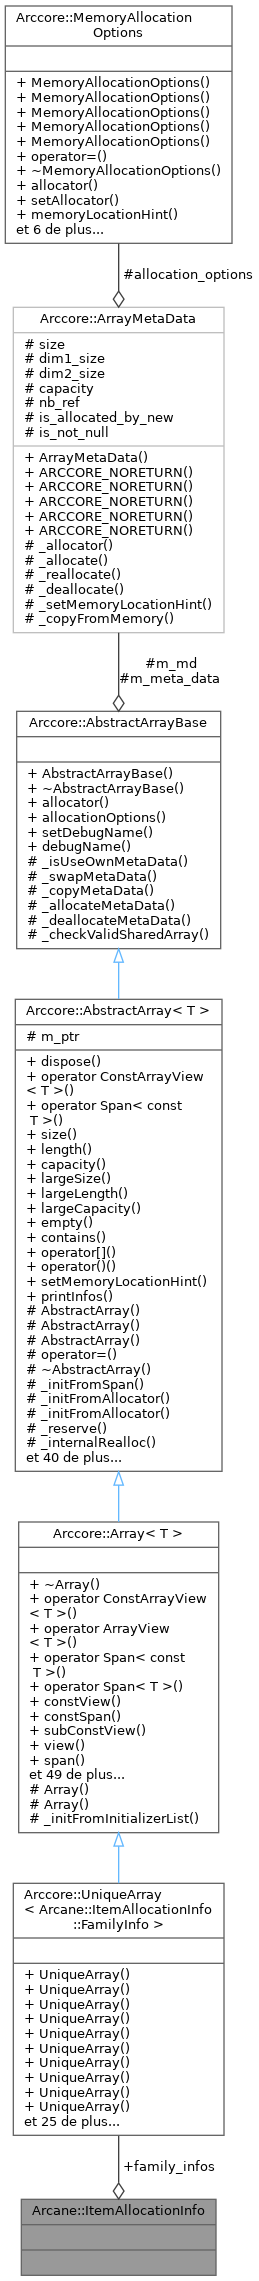 Arccore::MemoryAllocation
Options
+ MemoryAllocationOptions()
+ MemoryAllocationOptions()
+ MemoryAllocationOptions()
+ MemoryAllocationOptions()
+ MemoryAllocationOptions()
+ operator=()
+ ~MemoryAllocationOptions()
+ allocator()
+ setAllocator()
+ memoryLocationHint()
et 6 de plus...
#allocation_options
Arccore::ArrayMetaData
# size
# dim1_size
# dim2_size
# capacity
# nb_ref
# is_allocated_by_new
# is_not_null
+ ArrayMetaData()
+ ARCCORE_NORETURN()
+ ARCCORE_NORETURN()
+ ARCCORE_NORETURN()
+ ARCCORE_NORETURN()
+ ARCCORE_NORETURN()
# _allocator()
# _allocate()
# _reallocate()
# _deallocate()
# _setMemoryLocationHint()
# _copyFromMemory()
#m_md
#m_meta_data
Arccore::AbstractArrayBase
+ AbstractArrayBase()
+ ~AbstractArrayBase()
+ allocator()
+ allocationOptions()
+ setDebugName()
+ debugName()
# _isUseOwnMetaData()
# _swapMetaData()
# _copyMetaData()
# _allocateMetaData()
# _deallocateMetaData()
# _checkValidSharedArray()
Arccore::AbstractArray< T >
# m_ptr
+ dispose()
+ operator ConstArrayView
< T >()
+ operator Span< const
T >()
+ size()
+ length()
+ capacity()
+ largeSize()
+ largeLength()
+ largeCapacity()
+ empty()
+ contains()
+ operator[]()
+ operator()()
+ setMemoryLocationHint()
+ printInfos()
# AbstractArray()
# AbstractArray()
# AbstractArray()
# operator=()
# ~AbstractArray()
# _initFromSpan()
# _initFromAllocator()
# _initFromAllocator()
# _reserve()
# _internalRealloc()
et 40 de plus...
Arccore::Array< T >
+ ~Array()
+ operator ConstArrayView
< T >()
+ operator ArrayView
< T >()
+ operator Span< const
T >()
+ operator Span< T >()
+ constView()
+ constSpan()
+ subConstView()
+ view()
+ span()
et 49 de plus...
# Array()
# Array()
# _initFromInitializerList()
Arccore::UniqueArray
< Arcane::ItemAllocationInfo
::FamilyInfo >
+ UniqueArray()
+ UniqueArray()
+ UniqueArray()
+ UniqueArray()
+ UniqueArray()
+ UniqueArray()
+ UniqueArray()
+ UniqueArray()
+ UniqueArray()
+ UniqueArray()
et 25 de plus...
+family_infos
Arcane::ItemAllocationInfo